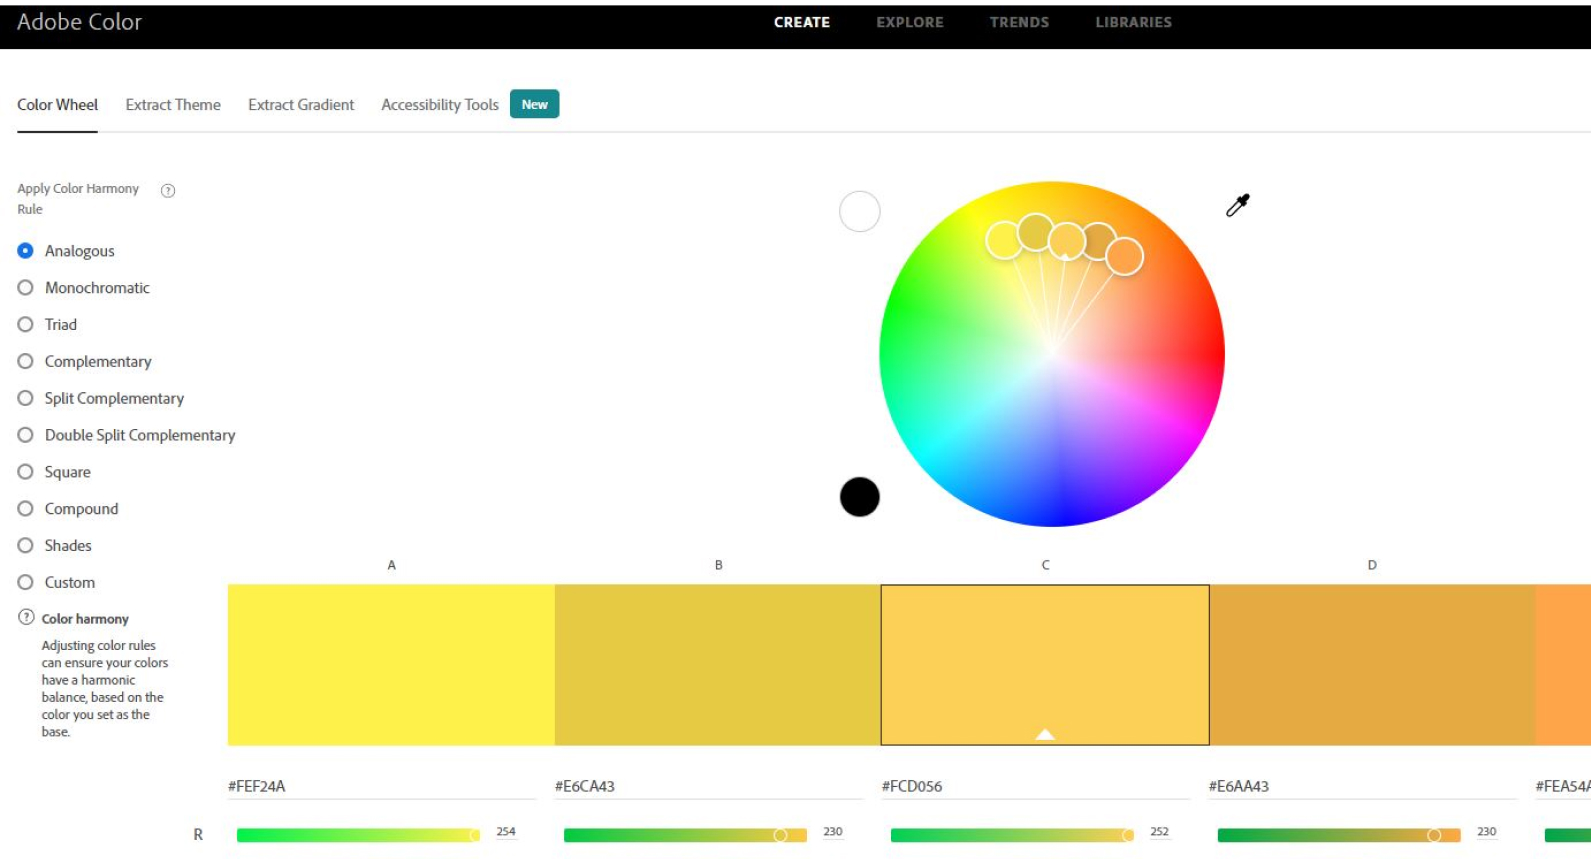 Adobe Color
CREATE EXPLORE TRENDS LIBRARIES
Color Wheel Extract Theme Extract Gradient Accessibility Tools New
Apply Color Harmony
Rule
?
Analogous
Monochromatic
Triad
Complementary
Split Complementary
Double Split Complementary
Square
Compound
Shades
Custom
? Color harmony
Adjusting color rules
can ensure your colors
have a harmonic
balance, based on the
color you set as the
base.
A B C D
#FEF24A #E6CA43 #FCD056 #E6AA43 #FEA54A
R 254 230 252 230